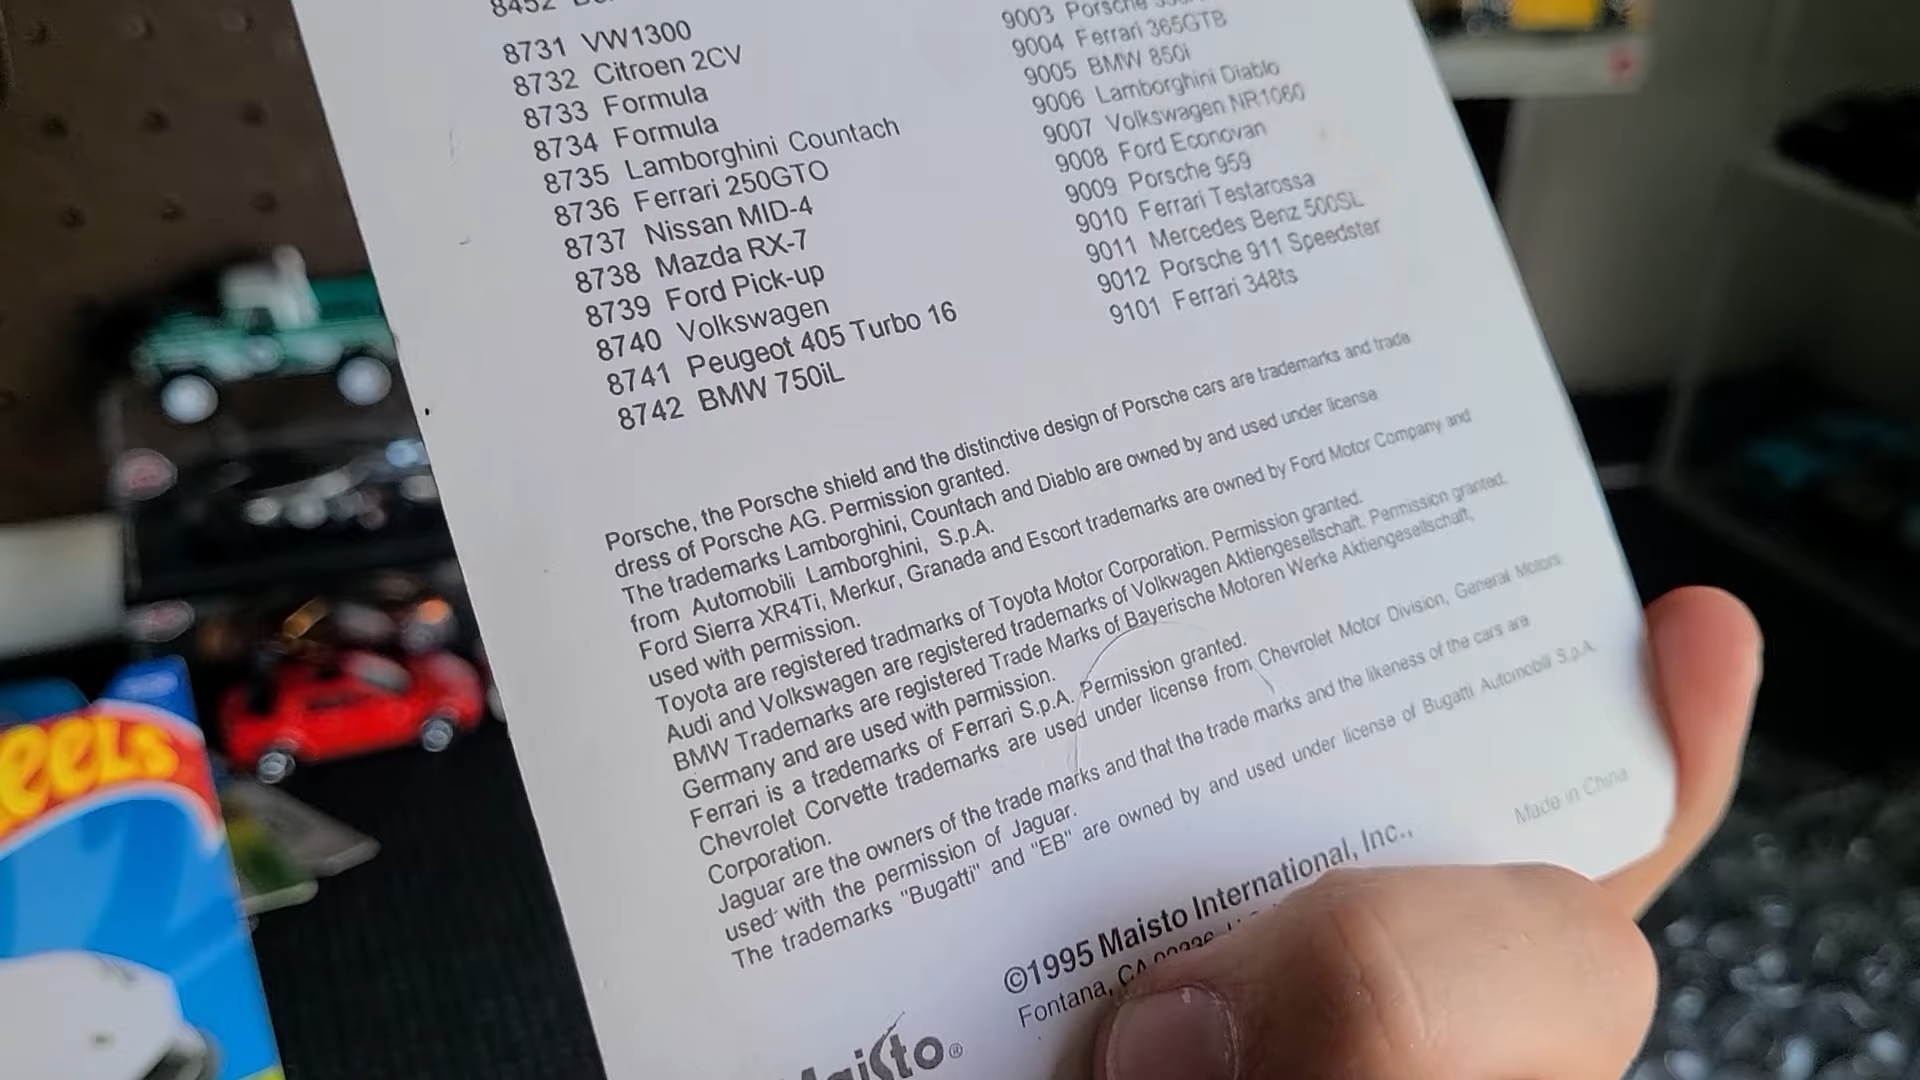 8452
8731 VW1300
8732 Citroen 2CV
8733 Formula
8734 Formula
8735 Lamborghini Countach
8736 Ferrari 250GTO
8737 Nissan MID-4
8738 Mazda RX-7
8739 Ford Pick-up
8740 Volkswagen
8741 Peugeot 405 Turbo 16
8742 BMW 750iL
9003 Porsche
9004 Ferrari 365GTB
9005 BMW 850i
9006 Lamborghini Diablo
9007 Volkswagen NR1060
9008 Ford Econovan
9009 Porsche 959
9010 Ferrari Testarossa
9011 Mercedes Benz 500SL
9012 Porsche 911 Speedster
9101 Ferrari 348ts
Porsche, the Porsche shield and the distinctive design of Porsche cars are trademarks and trade
dress of Porsche AG. Permission granted.
The trademarks Lamborghini, Countach and Diablo are owned by and used under license
from Automobili Lamborghini, S.p.A.
Ford Sierra XR4Ti, Merkur, Granada and Escort trademarks are owned by Ford Motor Company and
used with permission.
Toyota are registered tradmarks of Toyota Motor Corporation. Permission granted.
Audi and Volkswagen are registered trademarks of Volkwagen Aktiengesellschaft. Permission granted.
BMW Trademarks are registered Trade Marks of Bayerische Motoren Werke Aktiengesellschaft,
Germany and are used with permission.
Ferrari is a trademarks of Ferrari S.p.A. Permission granted.
Chevrolet Corvette trademarks are used under license from Chevrolet Motor Division, General Motors
Corporation.
Jaguar are the owners of the trade marks and that the trade marks and the likeness of the cars are
used with the permission of Jaguar.
The trademarks "Bugatti" and "EB" are owned by and used under license of Bugatti Automobili S.p.A.
Made in China
©1995 Maisto International, Inc.,
Fontana, CA
Maisto®
eels